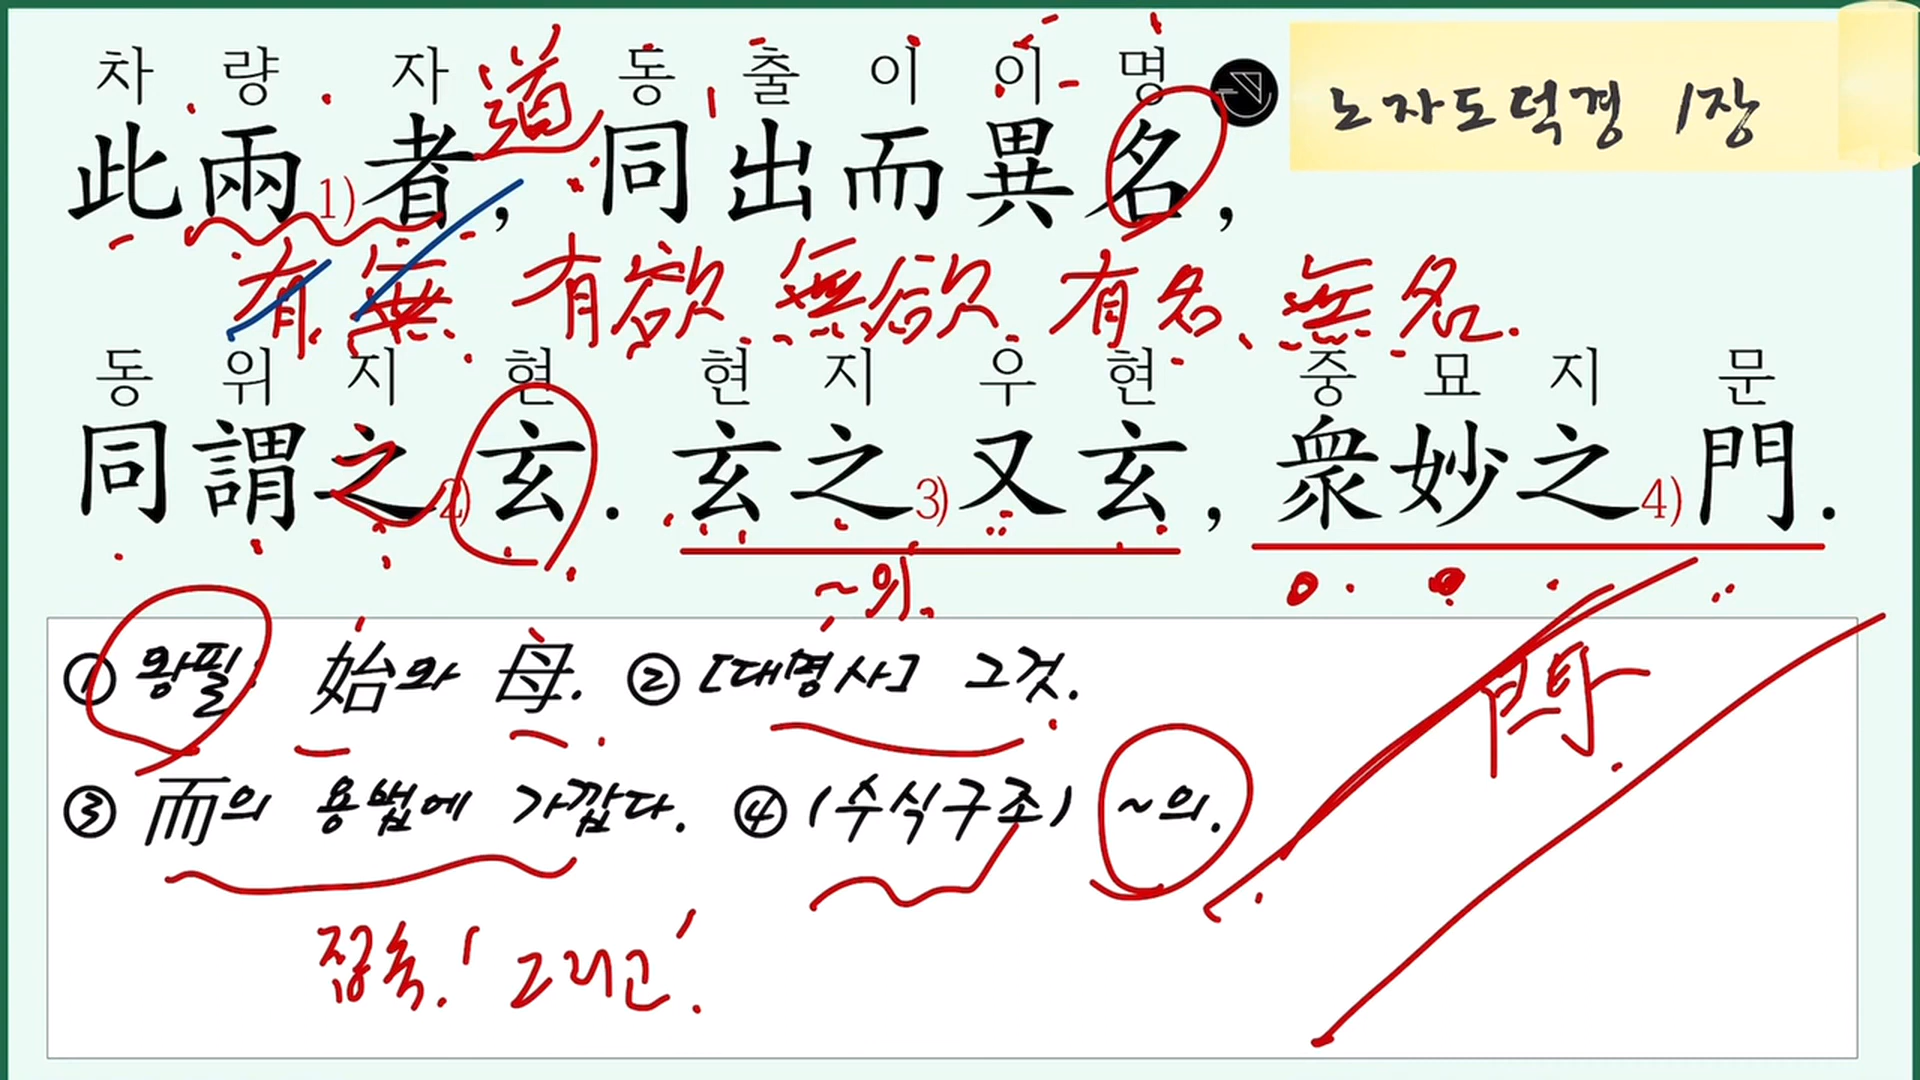 노자도덕경 1장
차 량 자 道 동 출 이 이 명
此兩1)者, 同出而異名,
有 無 有欲 無欲 有名, 無名.
동 위 지 현 현 지 우 현 중 묘 지 문
同謂之2)玄. 玄之3)又玄, 衆妙之4)門.
~의.
① 왕필: 始와 母. ② [대명사] 그것.
門
③ 而의 용법에 가깝다. ④ (수식구조) ~의.
접속. '그리고'.